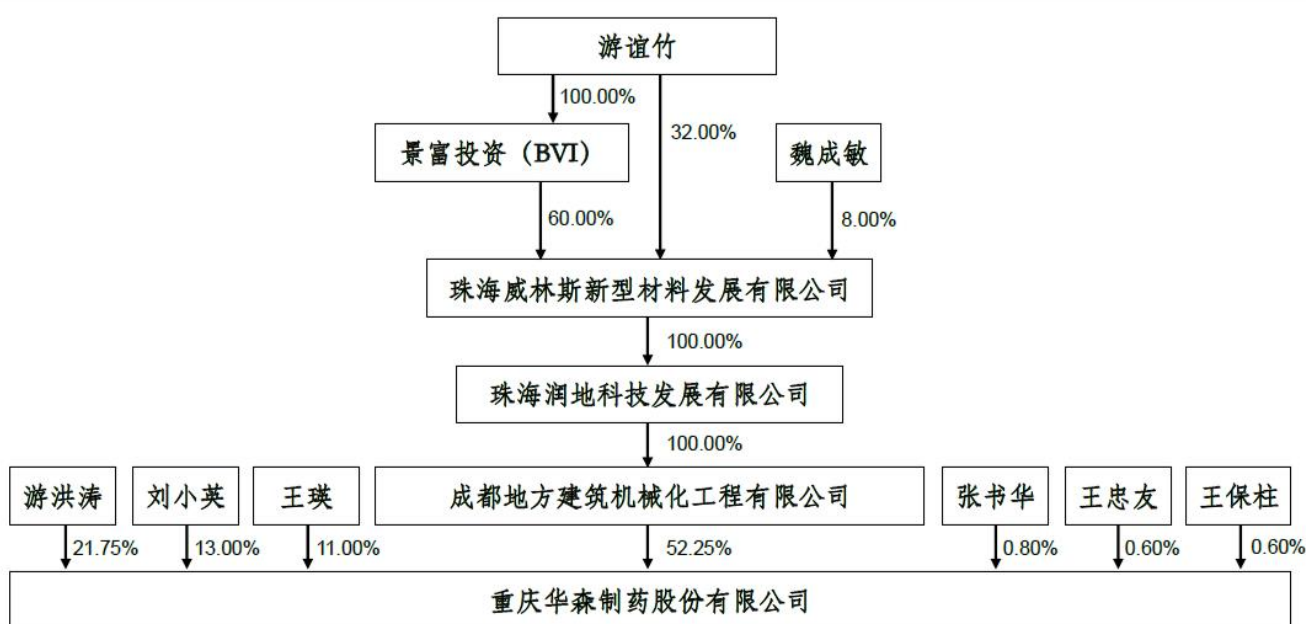 游谊竹
100.00%
32.00%
景富投资（BVI）
魏成敏
60.00%
8.00%
珠海威林斯新型材料发展有限公司
100.00%
珠海润地科技发展有限公司
100.00%
游洪涛
刘小英
王瑛
成都地方建筑机械化工程有限公司
张书华
王忠友
王保柱
21.75%
13.00%
11.00%
52.25%
0.80%
0.60%
0.60%
重庆华森制药股份有限公司